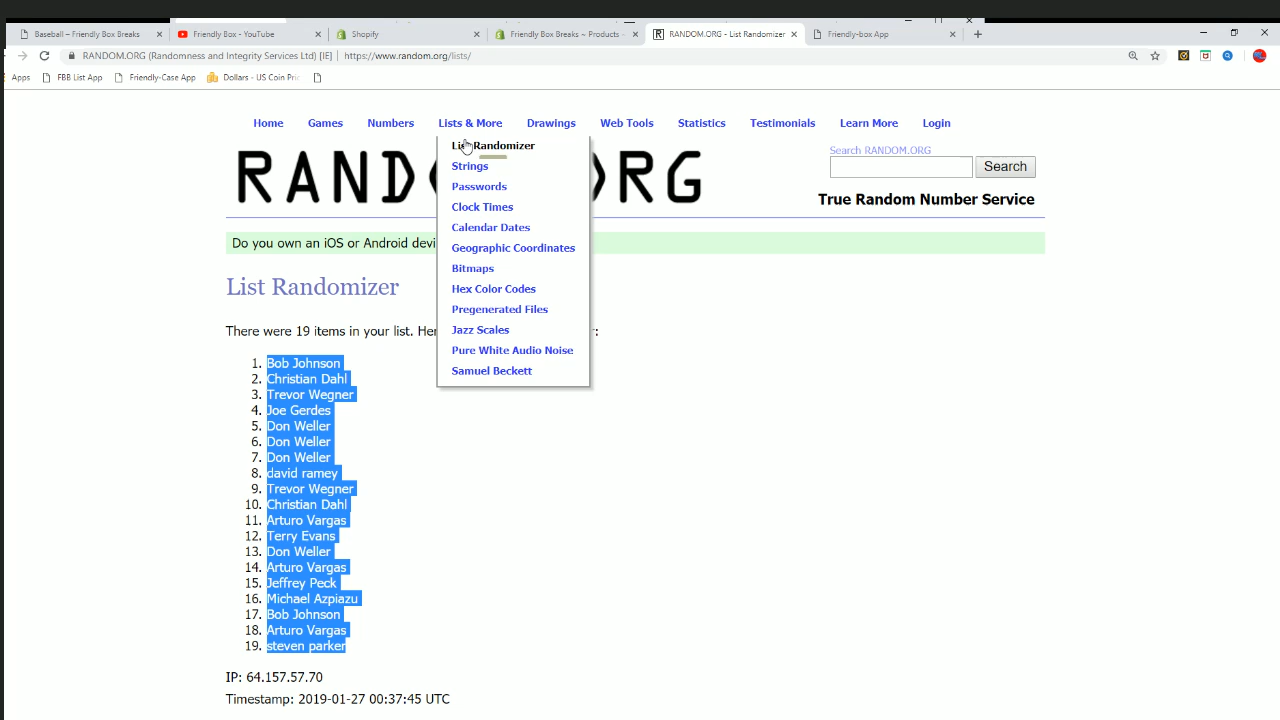 Baseball – Friendly Box Breaks
Friendly Box - YouTube
Shopify
Friendly Box Breaks ~ Products ~
RANDOM.ORG - List Randomizer
Friendly-box App
RANDOM.ORG (Randomness and Integrity Services Ltd) [IE] | https://www.random.org/lists/
Apps
FBB List App
Friendly-Case App
Dollars - US Coin Pric
Home
Games
Numbers
Lists & More
Drawings
Web Tools
Statistics
Testimonials
Learn More
Login
List Randomizer
Strings
Passwords
Clock Times
Calendar Dates
Geographic Coordinates
Bitmaps
Hex Color Codes
Pregenerated Files
Jazz Scales
Pure White Audio Noise
Samuel Beckett
RANDO
RG
Search RANDOM.ORG
Search
True Random Number Service
Do you own an iOS or Android devi
List Randomizer
There were 19 items in your list. Her
:
1. Bob Johnson
2. Christian Dahl
3. Trevor Wegner
4. Joe Gerdes
5. Don Weller
6. Don Weller
7. Don Weller
8. david ramey
9. Trevor Wegner
10. Christian Dahl
11. Arturo Vargas
12. Terry Evans
13. Don Weller
14. Arturo Vargas
15. Jeffrey Peck
16. Michael Azpiazu
17. Bob Johnson
18. Arturo Vargas
19. steven parker
IP: 64.157.57.70
Timestamp: 2019-01-27 00:37:45 UTC